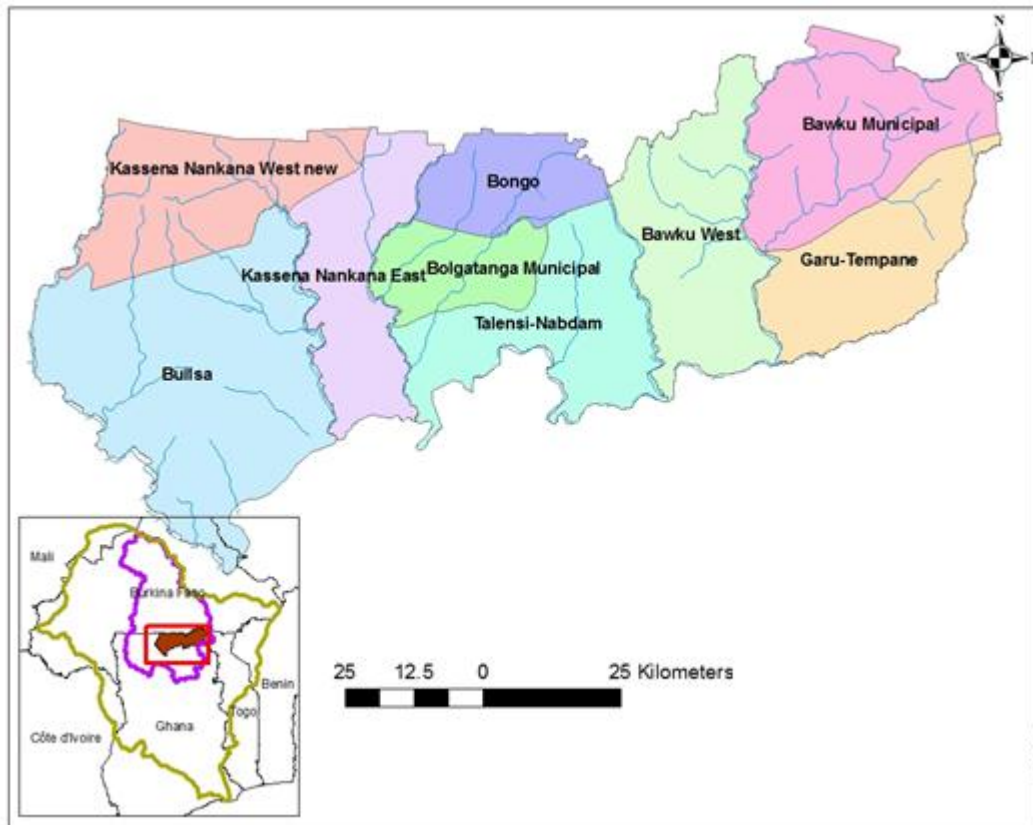 N
W
S
Bawku Municipal
Kassena Nankana West new
Bongo
Bawku West
Garu-Tempane
Kassena Nankana East
Bolgatanga Municipal
Talensi-Nabdam
Builsa
Mali
Burkina Faso
Benin
Togo
Ghana
Côte d'Ivoire
25 12.5 0 25 Kilometers